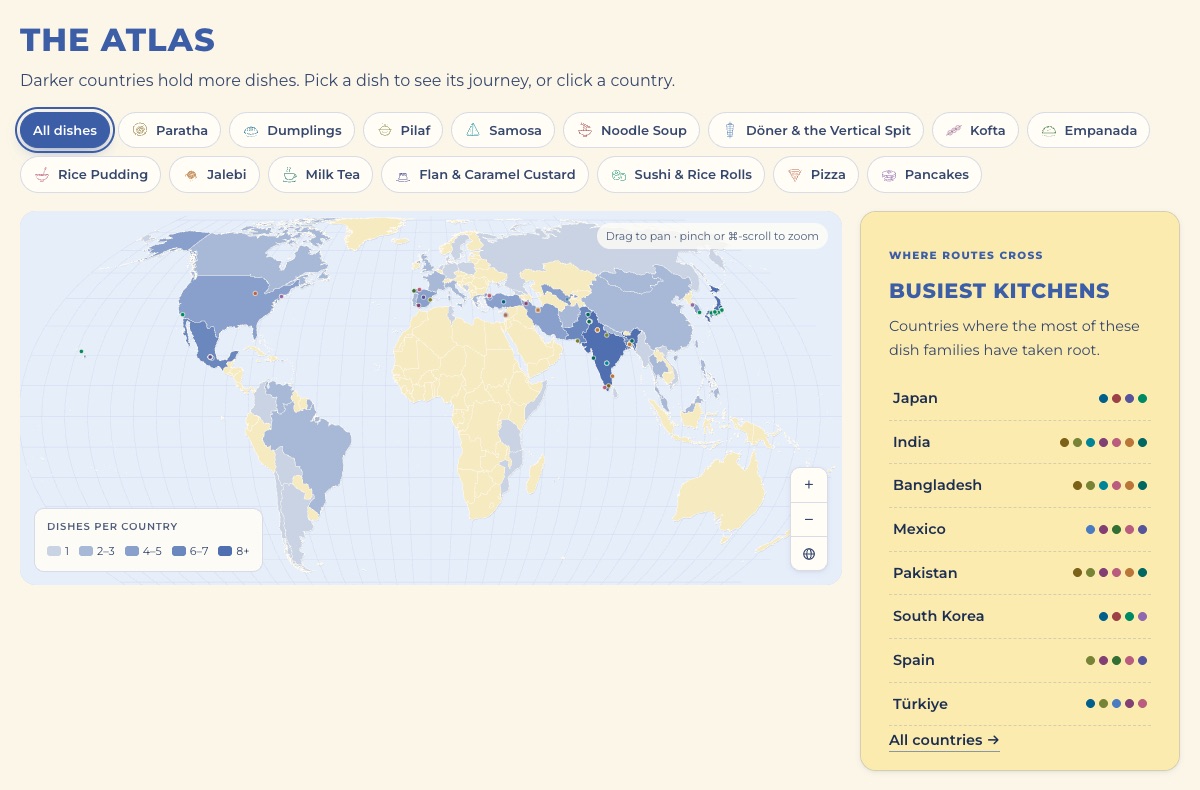 THE ATLAS
Darker countries hold more dishes. Pick a dish to see its journey, or click a country.
All dishes
Paratha
Dumplings
Pilaf
Samosa
Noodle Soup
Döner & the Vertical Spit
Kofta
Empanada
Rice Pudding
Jalebi
Milk Tea
Flan & Caramel Custard
Sushi & Rice Rolls
Pizza
Pancakes
Drag to pan · pinch or ⌘-scroll to zoom
+
−
DISHES PER COUNTRY
1
2–3
4–5
6–7
8+
WHERE ROUTES CROSS
BUSIEST KITCHENS
Countries where the most of these
dish families have taken root.
Japan
India
Bangladesh
Mexico
Pakistan
South Korea
Spain
Türkiye
All countries →